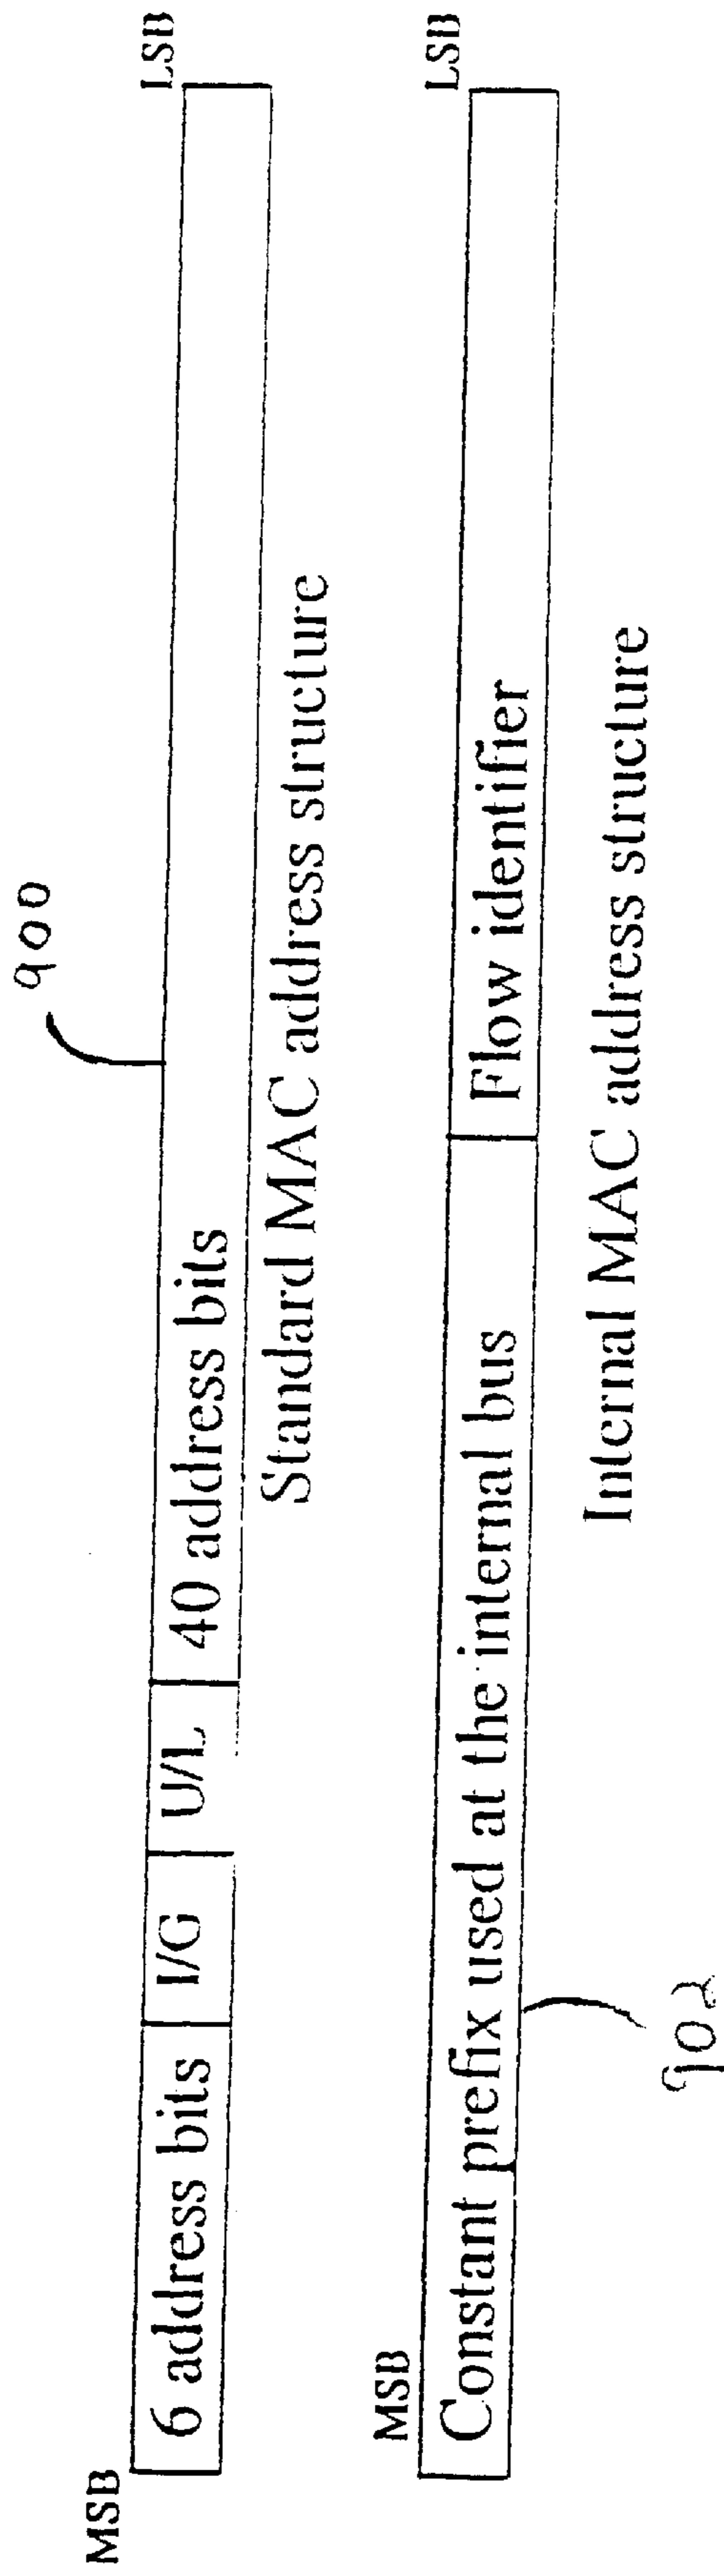 900
MSB
LSB
6 address bits I/G U/L 40 address bits
Standard MAC address structure
MSB
LSB
Constant prefix used at the internal bus Flow identifier
902
Internal MAC address structure